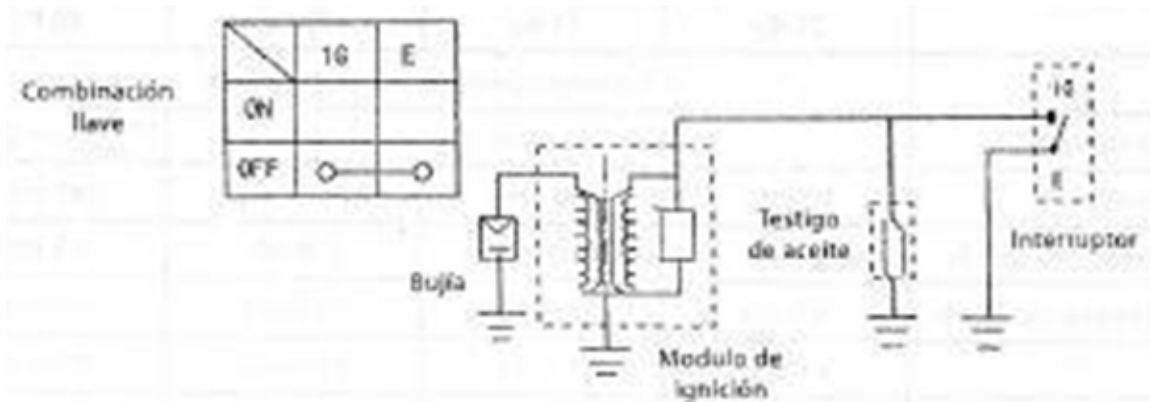 Combinación
llave
IG E
ON
OFF
Bujía
Modulo de
ignición
Testigo
de aceite
IG
Interruptor